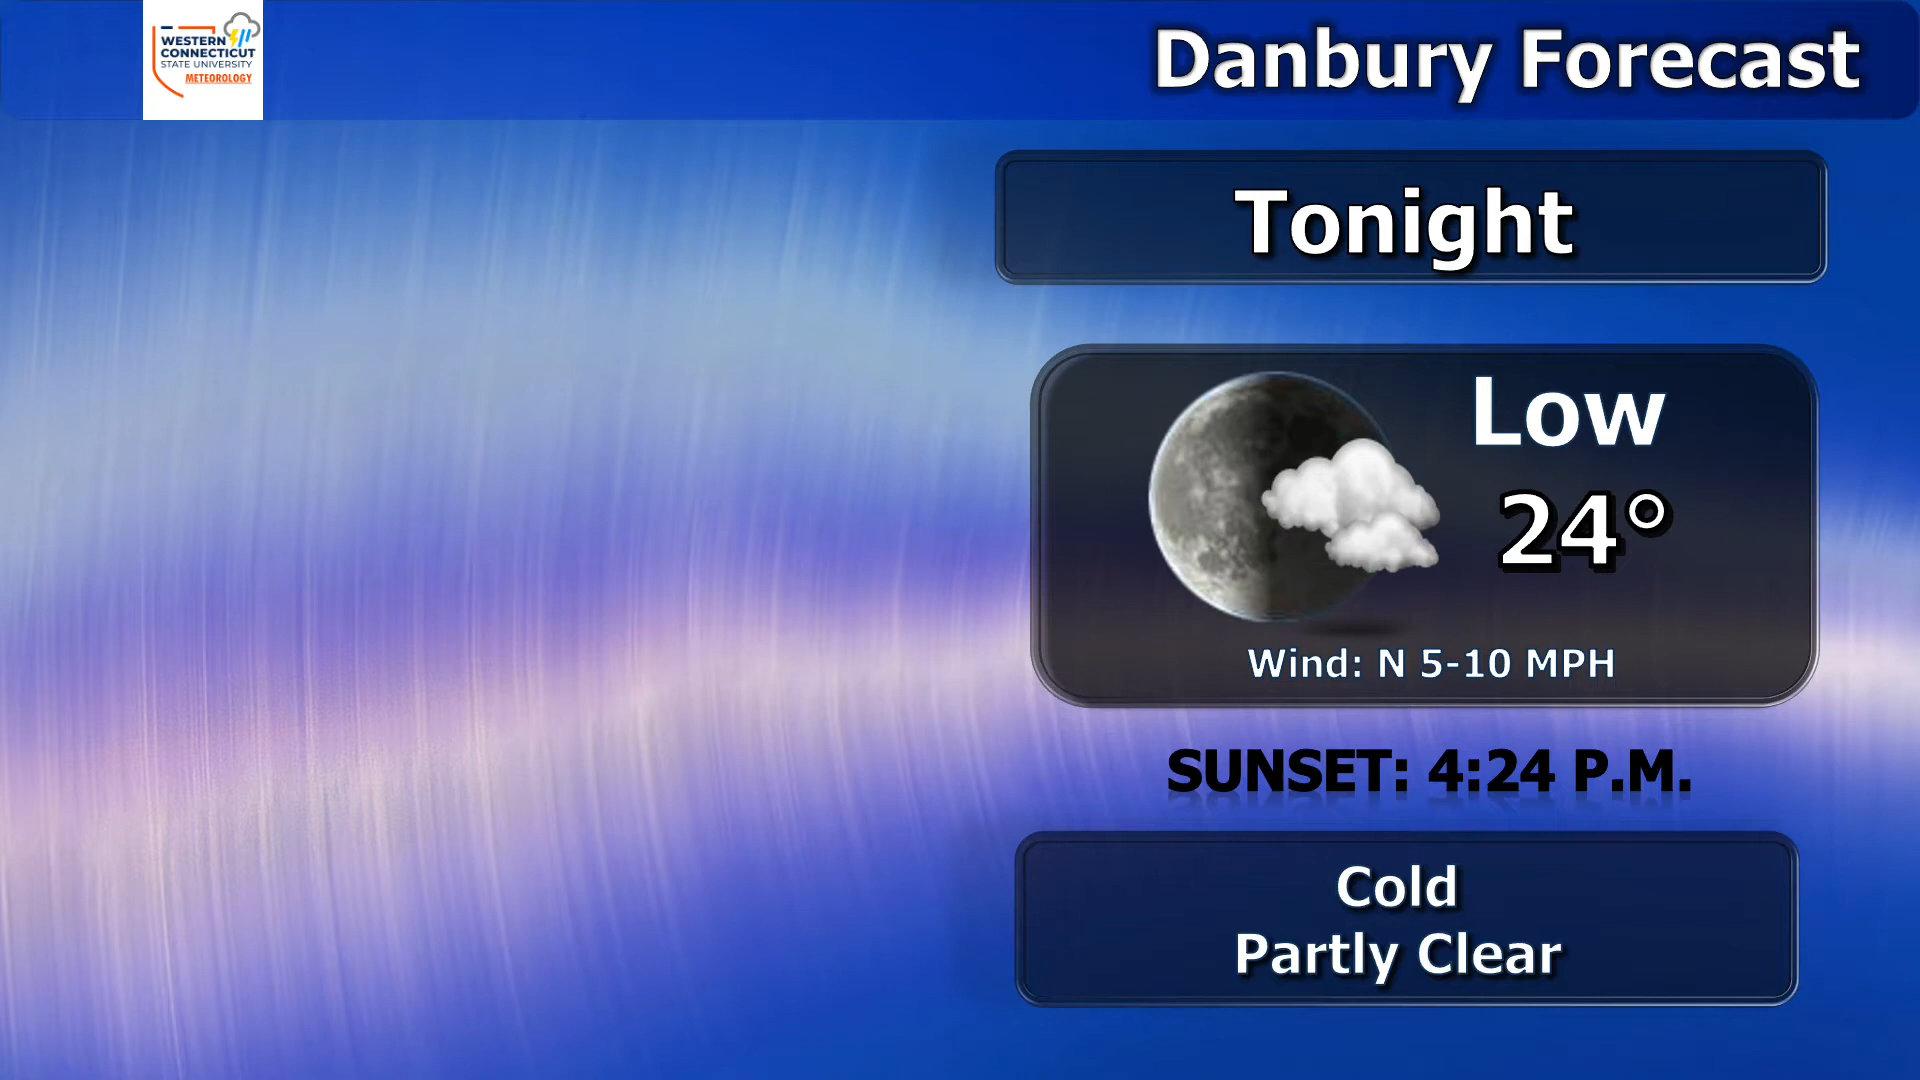 WESTERN
CONNECTICUT
STATE UNIVERSITY
METEOROLOGY
Danbury Forecast
Tonight
Low
24°
Wind: N 5-10 MPH
SUNSET: 4:24 P.M.
Cold
Partly Clear